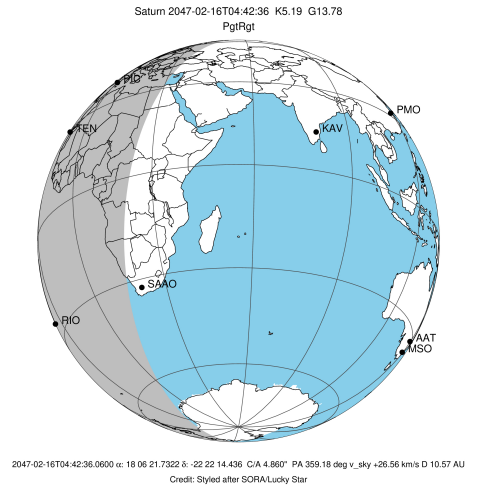 Saturn 2047-02-16T04:42:36 K5.19 G13.78
PgtRgt
PIC
PMO
TEN
KAV
SAAO
RIO
AAT
MSO
2047-02-16T04:42:36.0600 α: 18 06 21.7322 δ: -22 22 14.436 C/A 4.860" PA 359.18 deg v_sky +26.56 km/s D 10.57 AU
Credit: Styled after SORA/Lucky Star